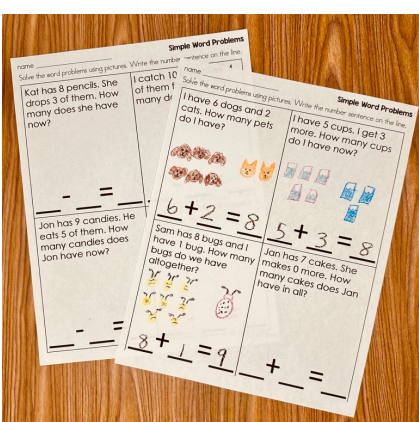 Simple Word Problems
name
Solve the word problems using pictures. Write the number sentence on the line.
Kat has 8 pencils. She
drops 3 of them. How
many does she have
now?
_ - _ = _
I catch 10
of them
many
Jon has 9 candies. He
eats 5 of them. How
many candies does
Jon have now?
_ - _ =
Simple Word Problems
name
Solve the word problems using pictures. Write the number sentence on the line.
I have 6 dogs and 2
cats. How many pets
do I have?
6 + 2 = 8
I have 5 cups. I get 3
more. How many cups
do I have now?
5 + 3 = 8
Sam has 8 bugs and I
have 1 bug. How many
bugs do we have
altogether?
8 + 1 = 9
Jan has 7 cakes. She
makes 0 more. How
many cakes does Jan
have in all?
_ + _ = _